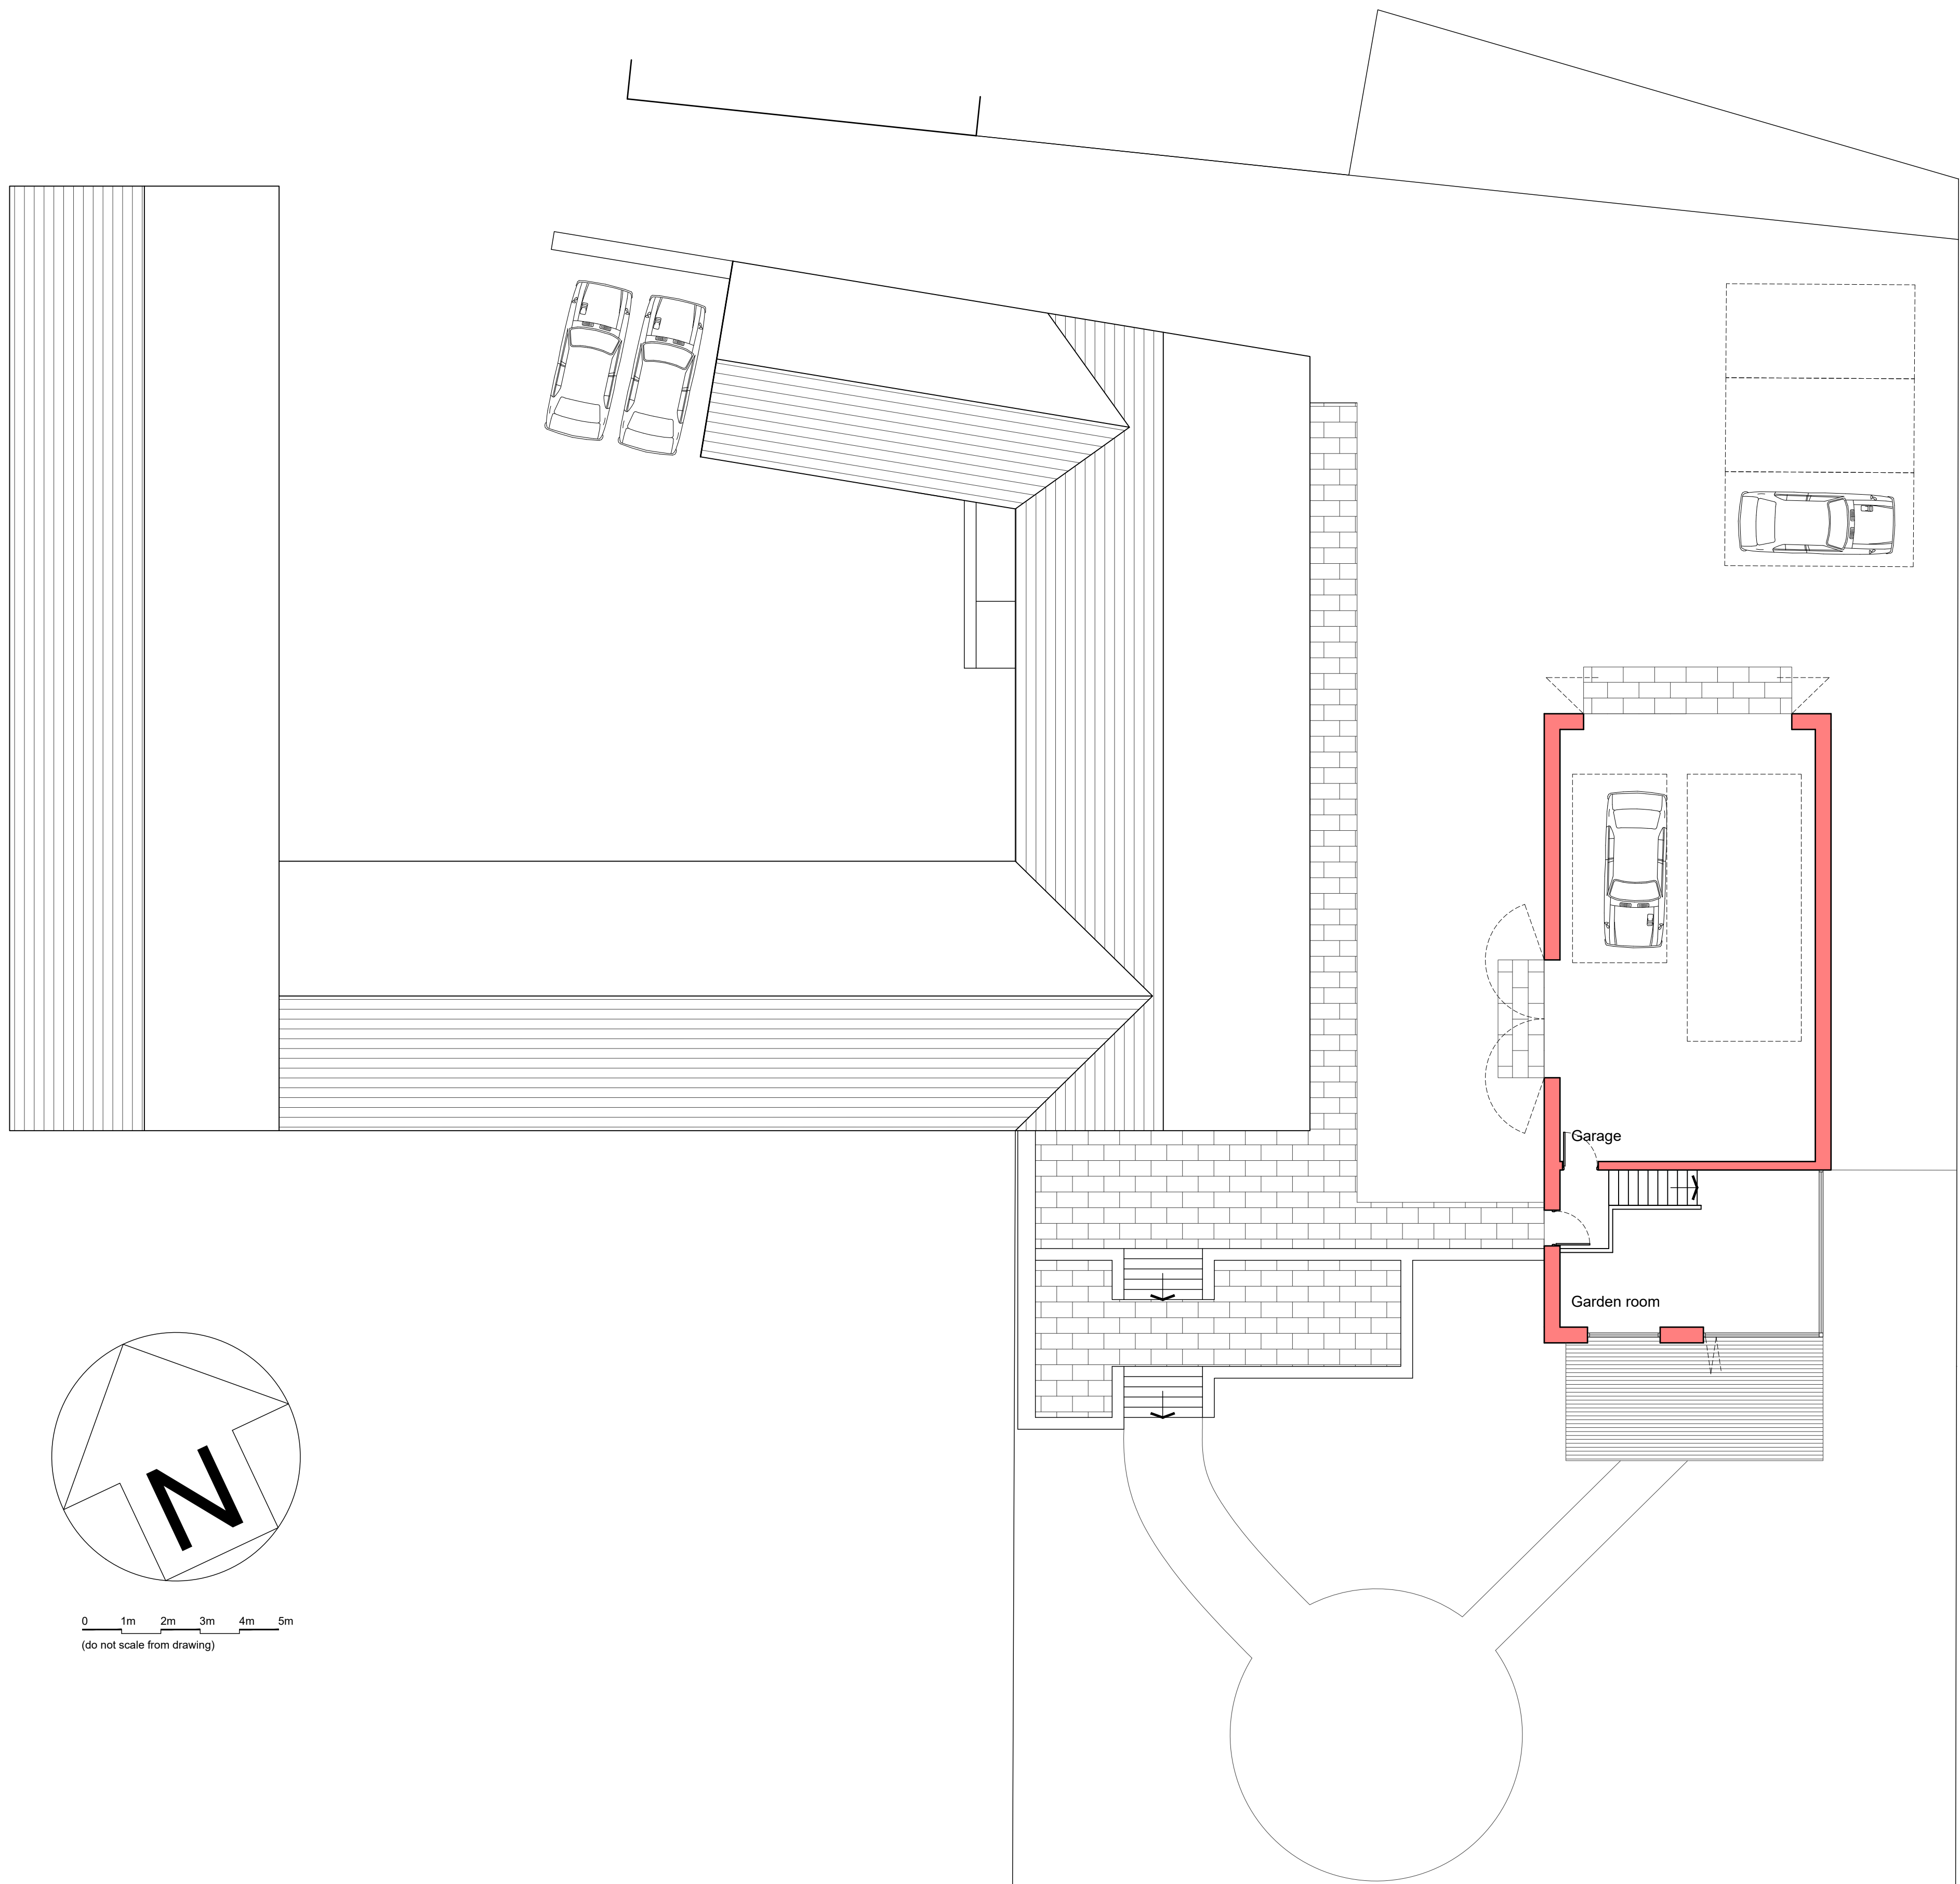 Garage
Garden room
N
0 1m 2m 3m 4m 5m
(do not scale from drawing)